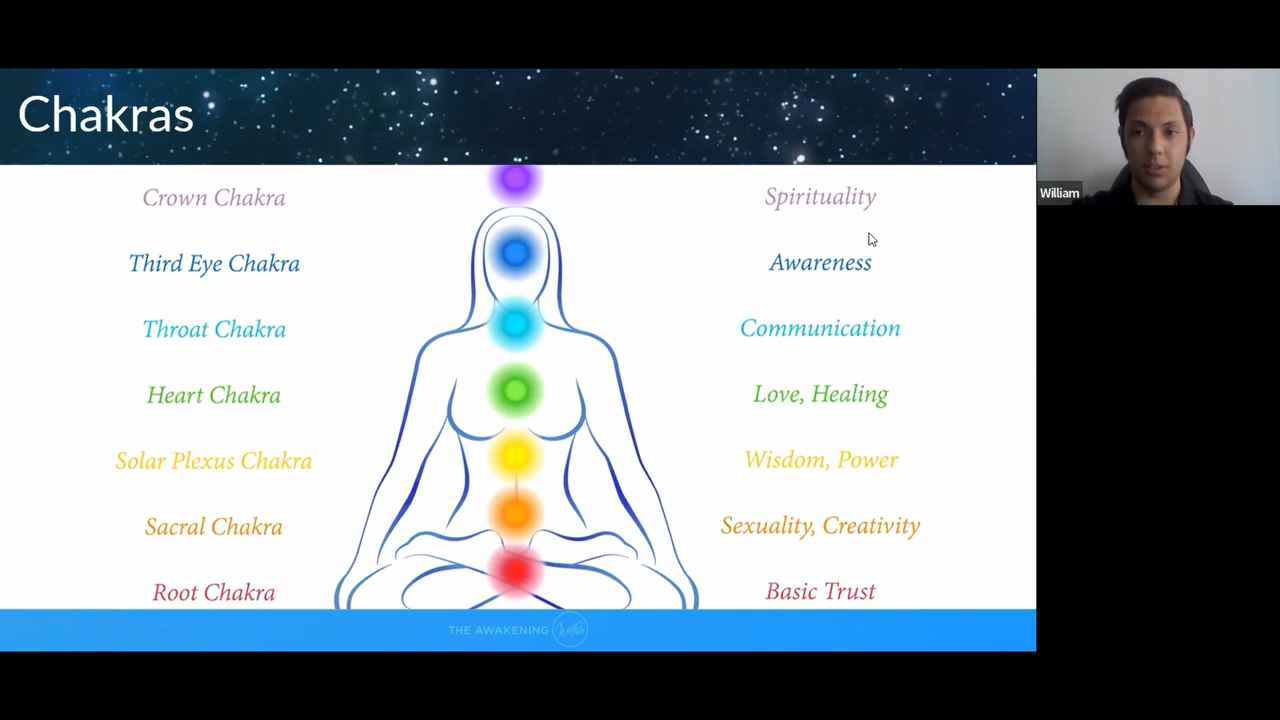 Chakras
William
Crown Chakra
Spirituality
Third Eye Chakra
Awareness
Throat Chakra
Communication
Heart Chakra
Love, Healing
Solar Plexus Chakra
Wisdom, Power
Sacral Chakra
Sexuality, Creativity
Root Chakra
Basic Trust
THE AWAKENING Within